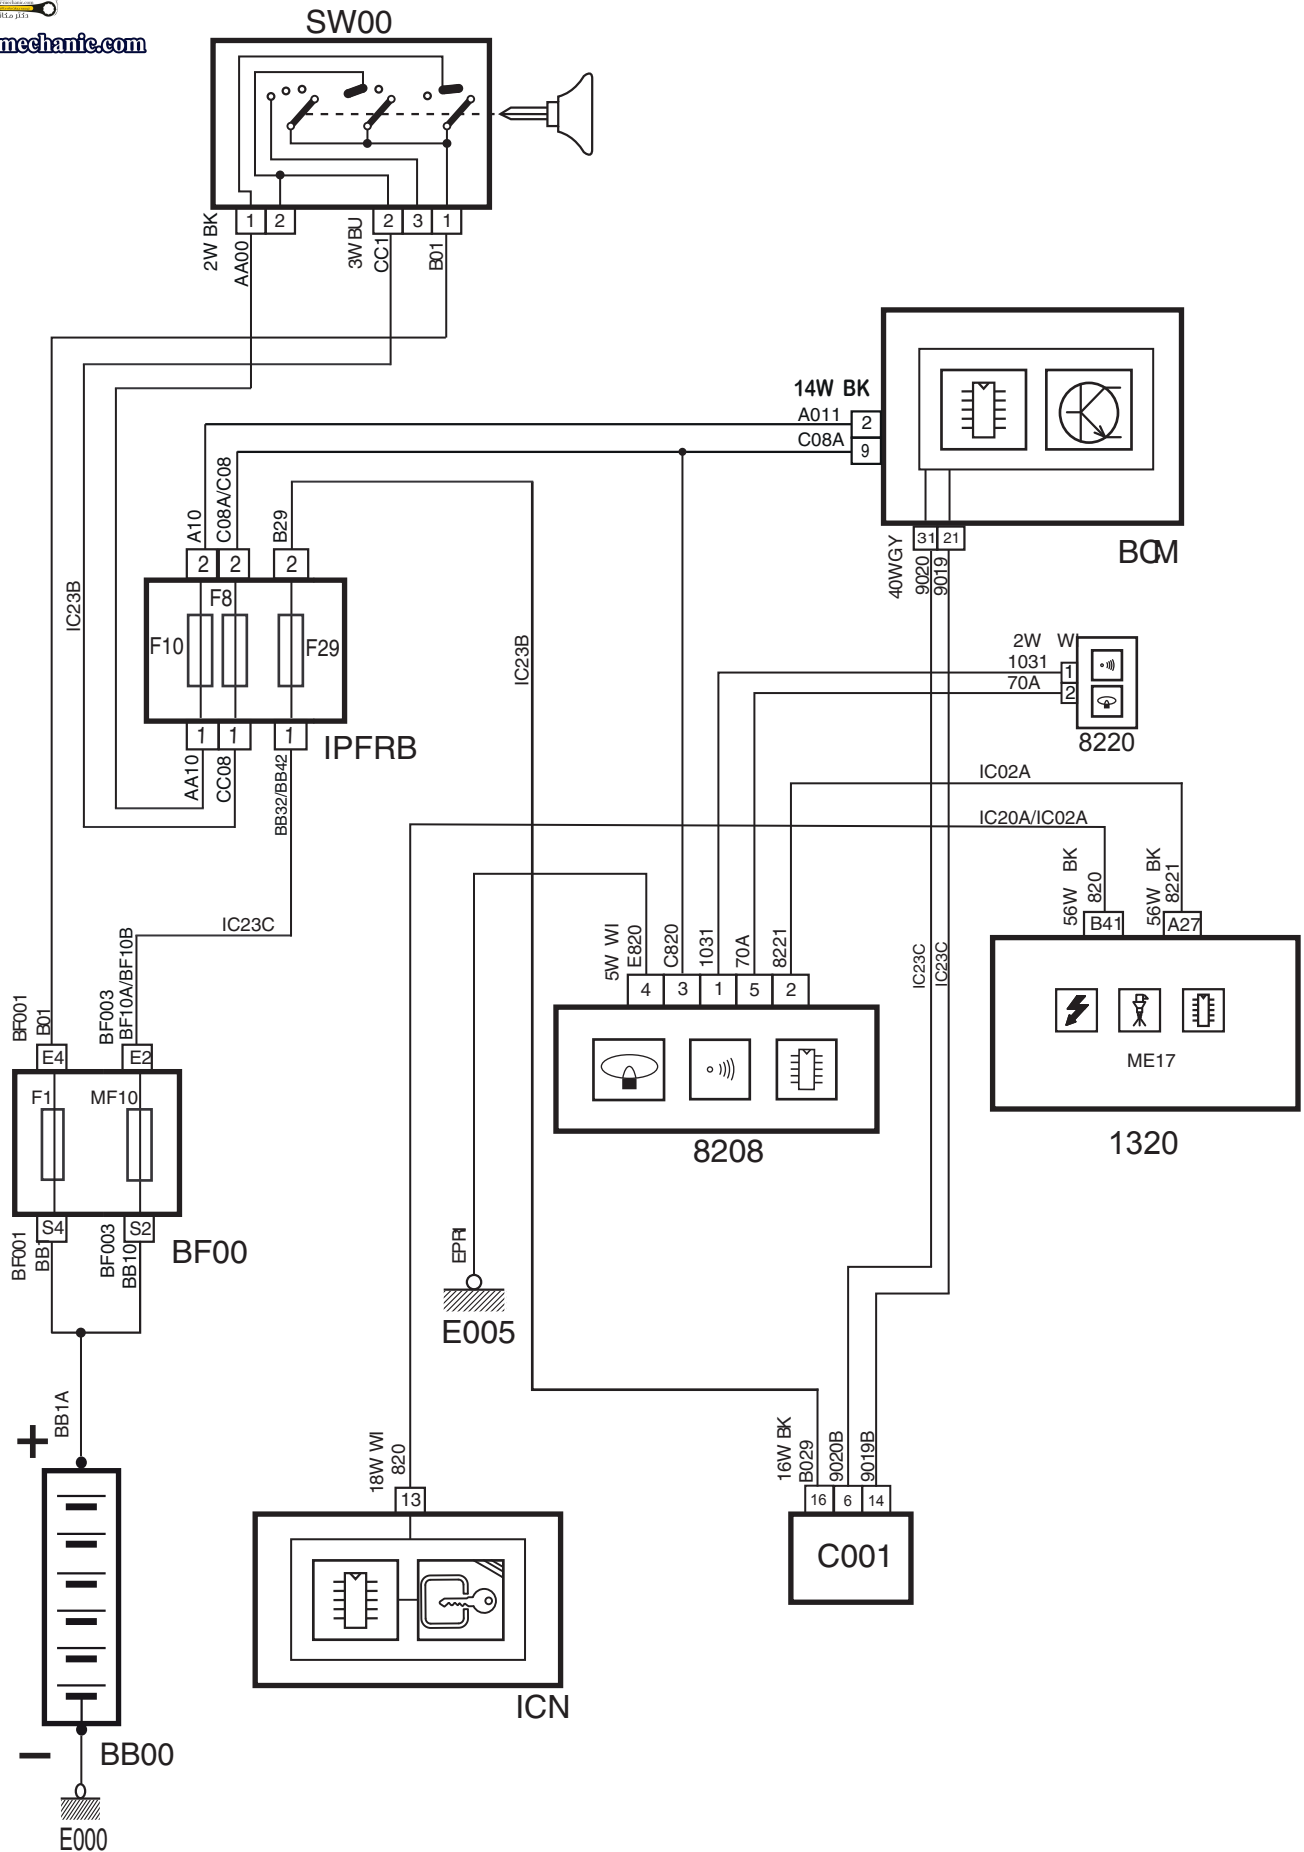 mechanic.com
SW00
2W BK
1
2
AA00
3W BU
2
3
1
CC1
B01
14W BK
A011
2
C08A
9
31
21
40WGY
9020
9019
BCM
A10
C08A/C08
B29
2
2
2
F8
F10
F29
1
1
1
IPFRB
AA10
CC08
BB32/BB42
IC23B
IC23B
2W WI
1031
1
70A
2
8220
IC02A
IC20A/IC02A
56W BK
820
56W BK
8221
B41
A27
ME17
1320
IC23C
IC23C
IC23C
5W WI
E820
C820
1031
70A
8221
4
3
1
5
2
8208
BF001
B01
BF003
BF10A/BF10B
E4
E2
F1
MF10
S4
S2
BF001
BB1
BF003
BB10
BF00
EPR1
E005
BB1A
+
18W WI
820
13
ICN
16W BK
B029
9020B
9019B
16
6
14
C001
−
BB00
E000